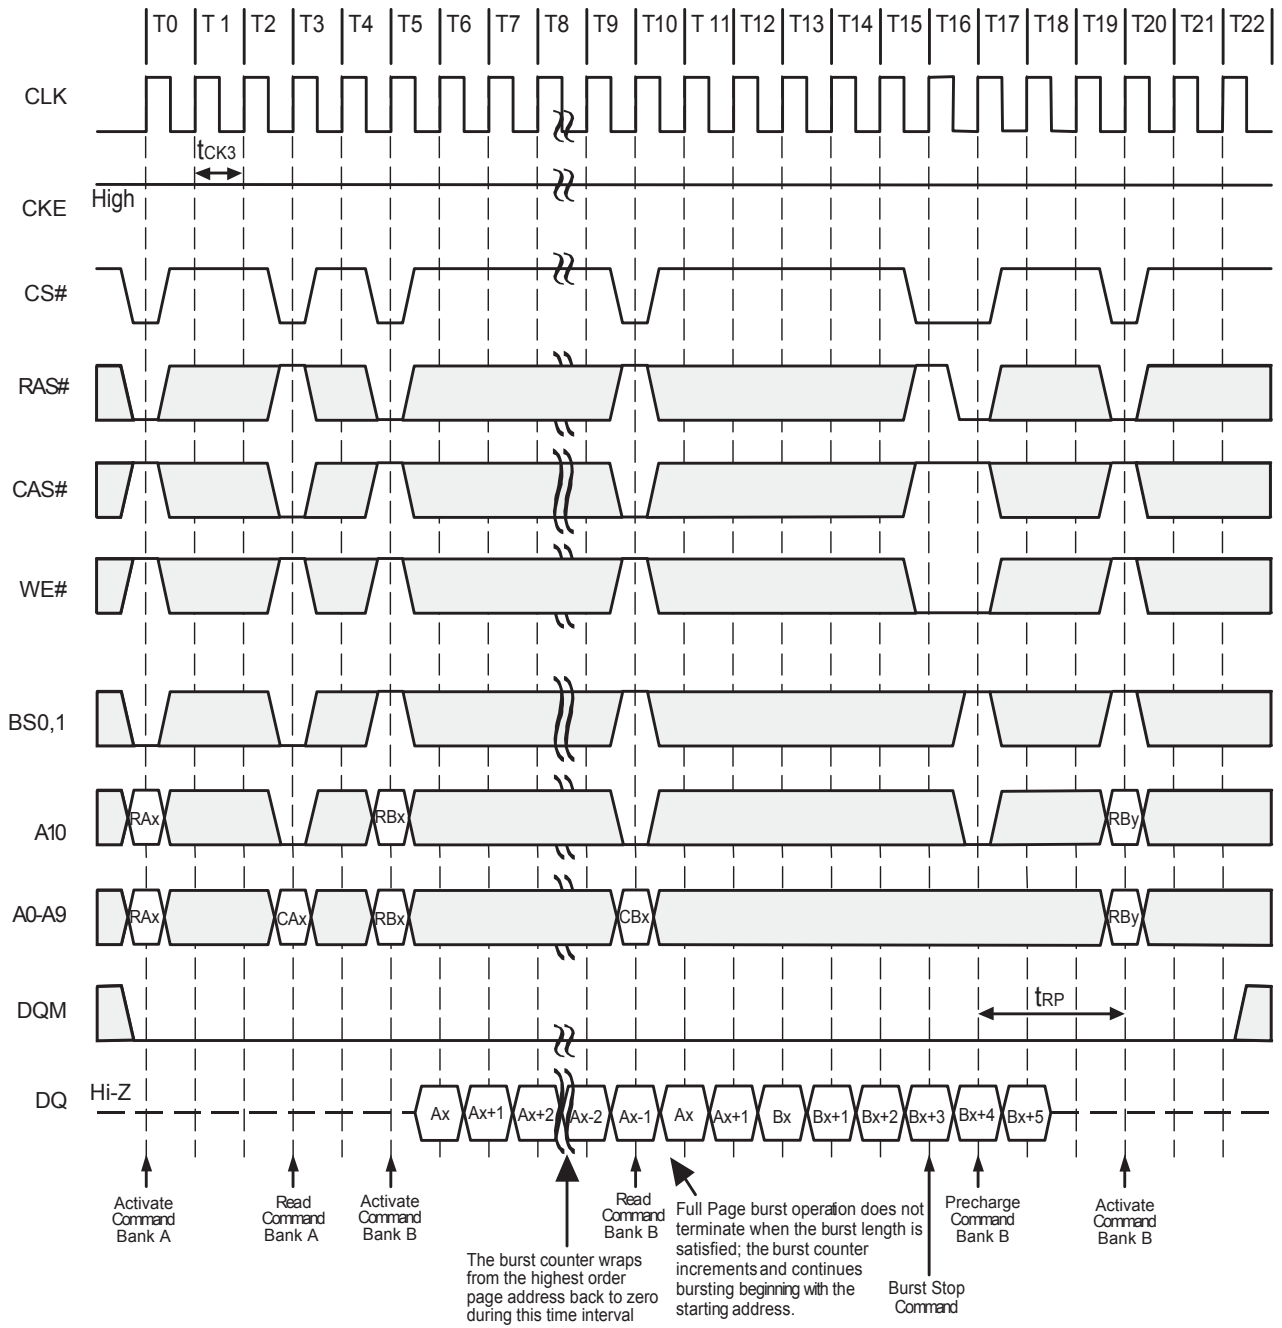 T0 T 1 T2 T3 T4 T5 T6 T7 T8 T9 T10 T 11 T12 T13 T14 T15 T16 T17 T18 T19 T20 T21 T22
CLK
tCK3
High
CKE
CS#
RAS#
CAS#
WE#
BS0,1
A10
RAx RBx RBy
A0-A9
RAx CAx RBx CBx RBy
DQM
tRP
DQ
Hi-Z
Ax Ax+1 Ax+2 Ax-2 Ax-1 Ax Ax+1 Bx Bx+1 Bx+2 Bx+3 Bx+4 Bx+5
Activate
Command
Bank A
Read
Command
Bank A
Activate
Command
Bank B
The burst counter wraps
from the highest order
page address back to zero
during this time interval
Read
Command
Bank B
Full Page burst operation does not
terminate when the burst length is
satisfied; the burst counter
increments and continues
bursting beginning with the
starting address.
Burst Stop
Command
Precharge
Command
Bank B
Activate
Command
Bank B